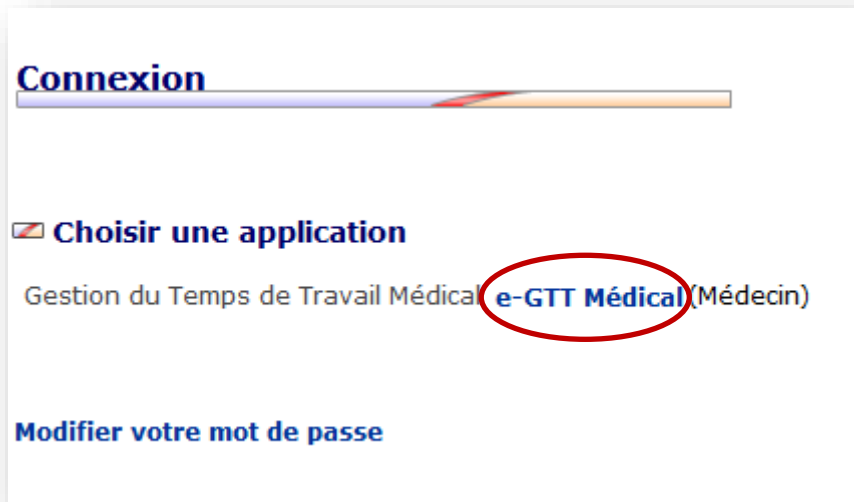 Connexion
Choisir une application
Gestion du Temps de Travail Médical e-GTT Médical (Médecin)
Modifier votre mot de passe